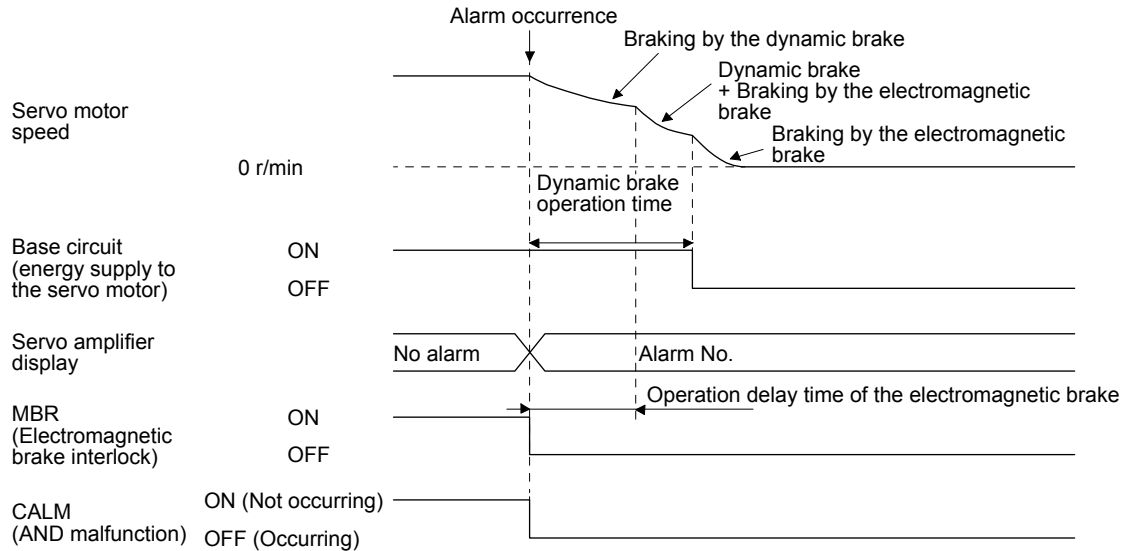 Alarm occurrence
Braking by the dynamic brake
Dynamic brake
+ Braking by the electromagnetic
brake
Braking by the electromagnetic
brake
Servo motor
speed
0 r/min
Dynamic brake
operation time
Base circuit
(energy supply to
the servo motor)
ON
OFF
Servo amplifier
display
No alarm
Alarm No.
Operation delay time of the electromagnetic brake
MBR
(Electromagnetic
brake interlock)
ON
OFF
CALM
(AND malfunction)
ON (Not occurring)
OFF (Occurring)